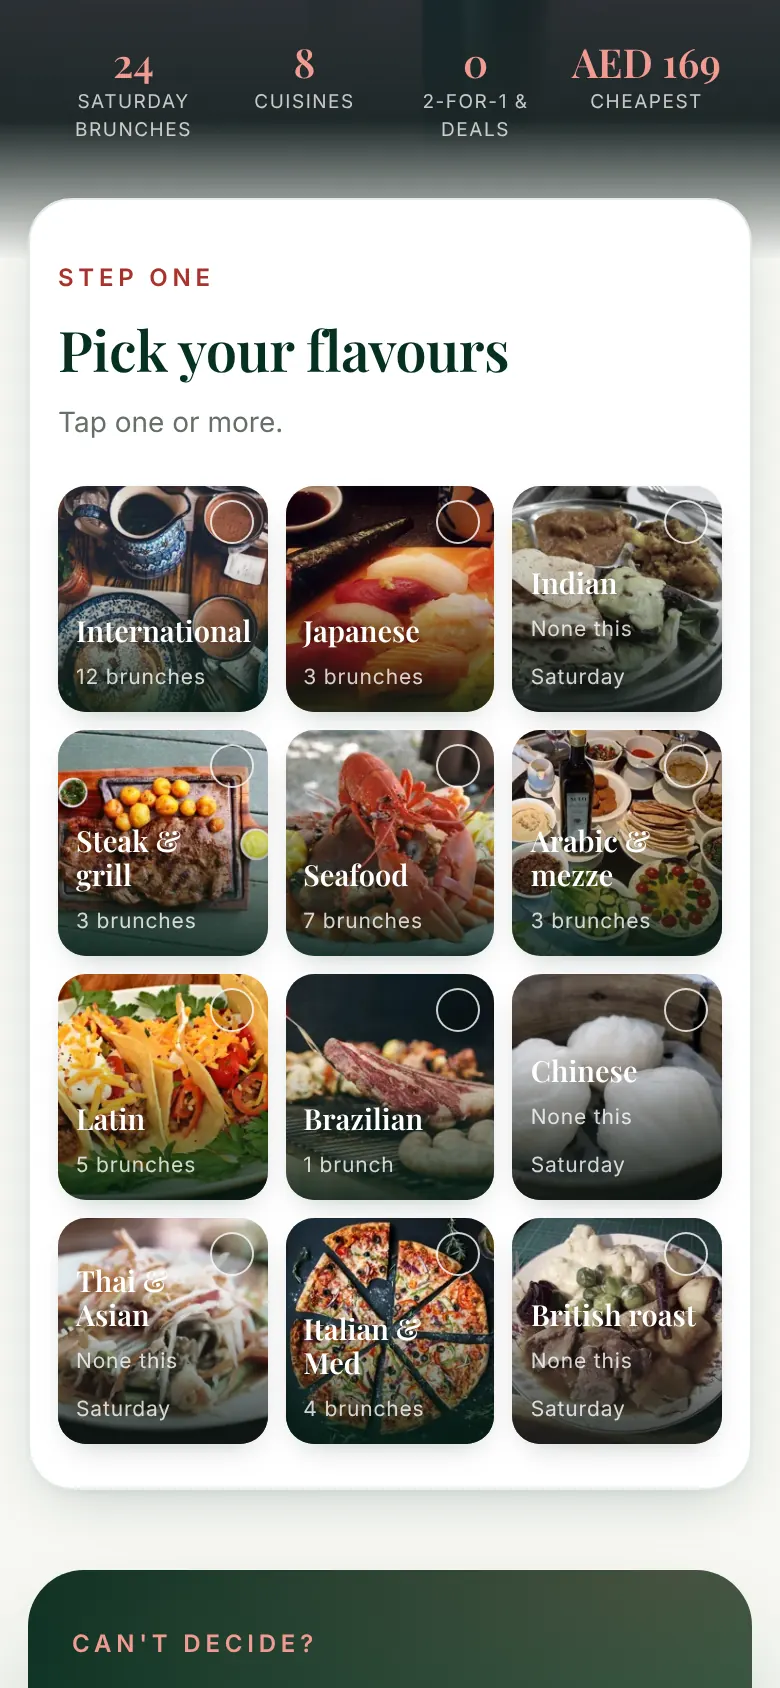 24
SATURDAY
BRUNCHES
8
CUISINES
0
2-FOR-1 &
DEALS
AED 169
CHEAPEST
STEP ONE
Pick your flavours
Tap one or more.
International
12 brunches
Japanese
3 brunches
Indian
None this
Saturday
Steak &
grill
3 brunches
Seafood
7 brunches
Arabic &
mezze
3 brunches
Latin
5 brunches
Brazilian
1 brunch
Chinese
None this
Saturday
Thai &
Asian
None this
Saturday
Italian &
Med
4 brunches
British roast
None this
Saturday
CAN'T DECIDE?